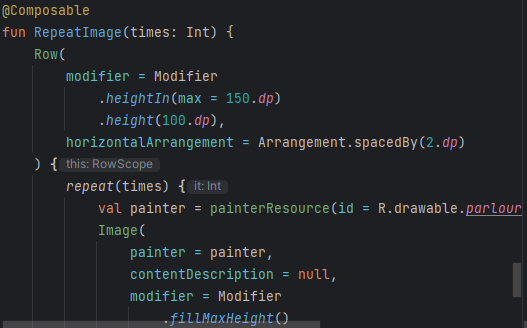 @Composable
fun RepeatImage(times: Int) {
    Row(
        modifier = Modifier
            .heightIn(max = 150.dp)
            .height(100.dp),
        horizontalArrangement = Arrangement.spacedBy(2.dp)
    ) { this: RowScope
        repeat(times) { it: Int
            val painter = painterResource(id = R.drawable.parlour
            Image(
                painter = painter,
                contentDescription = null,
                modifier = Modifier
                    .fillMaxHeight()